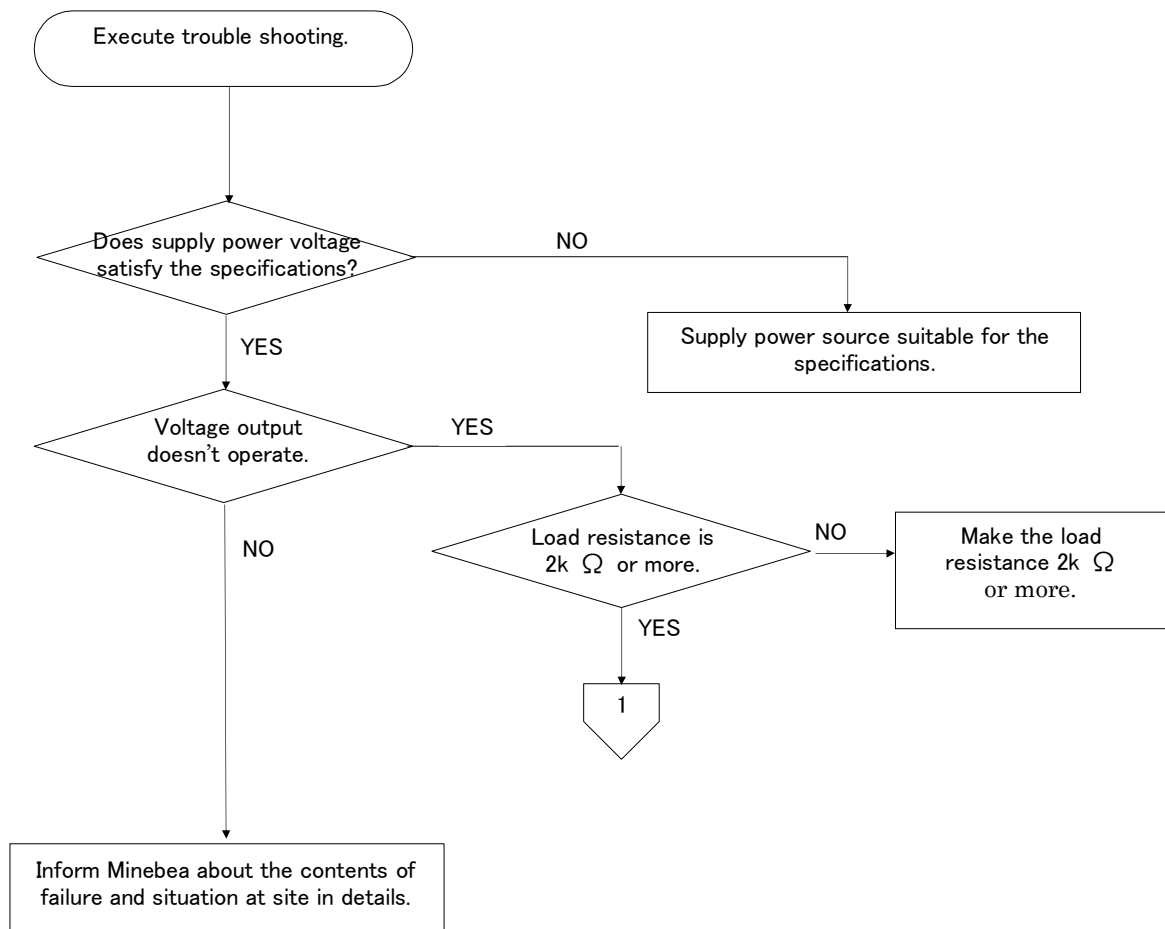 Execute trouble shooting.
Does supply power voltage
satisfy the specifications?
NO
Supply power source suitable for the
specifications.
YES
Voltage output
doesn't operate.
YES
NO
Load resistance is
2k Ω or more.
NO
Make the load
resistance 2k Ω
or more.
YES
1
Inform Minebea about the contents of
failure and situation at site in details.